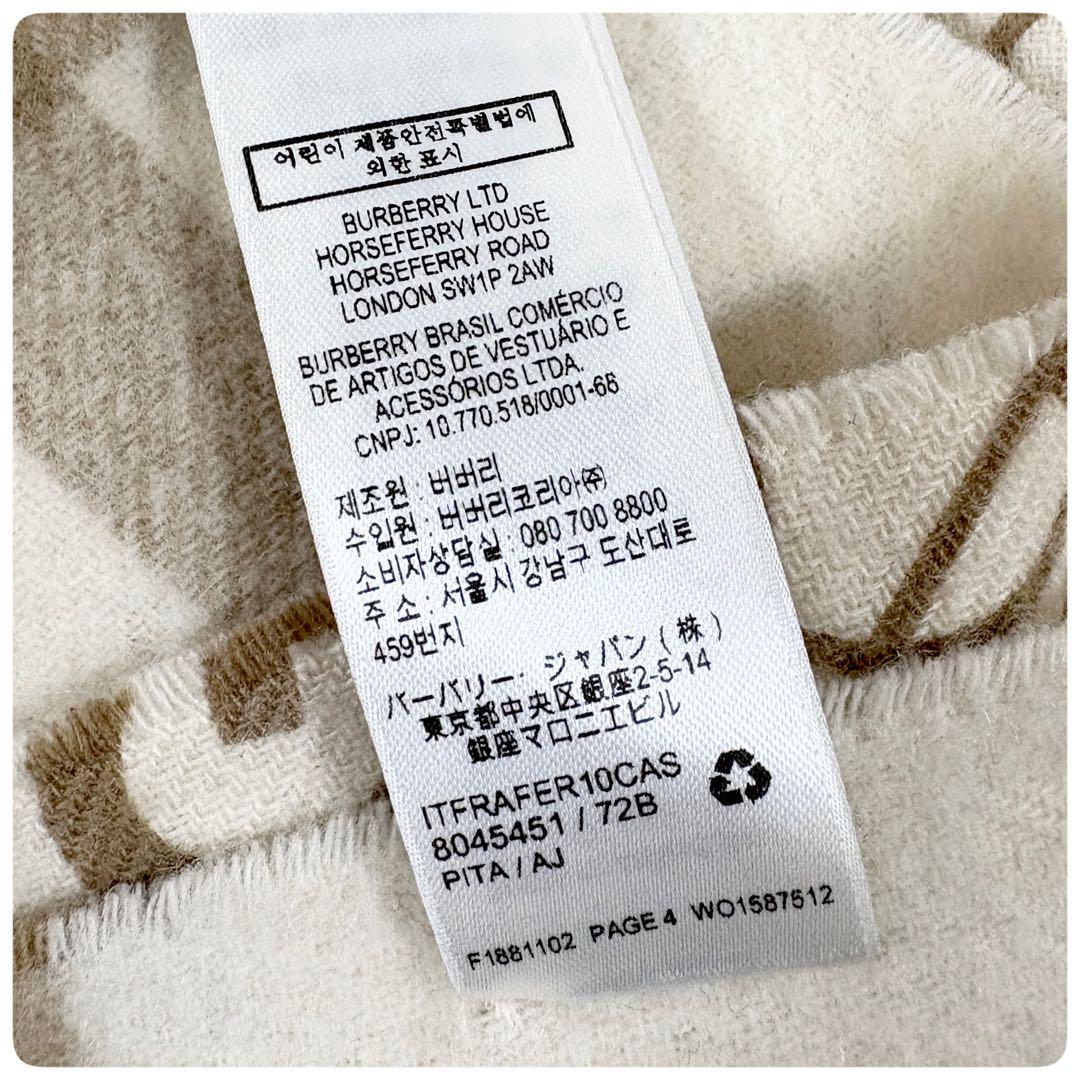 어린이 제품안전특별법에
의한 표시
BURBERRY LTD
HORSEFERRY HOUSE
HORSEFERRY ROAD
LONDON SW1P 2AW
BURBERRY BRASIL COMÉRCIO
DE ARTIGOS DE VESTUÁRIO E
ACESSÓRIOS LTDA.
CNPJ: 10.770.518/0001-66
제조원 : 버버리
수입원 : 버버리코리아㈜
소비자상담실 : 080 700 8800
주 소 : 서울시 강남구 도산대로
459번지
バーバリー・ジャパン(株)
東京都中央区銀座2-5-14
銀座マロニエビル
ITFRAFER10CAS
8045451 / 72B
PITA / AJ
F1881102 PAGE 4 WO1587512